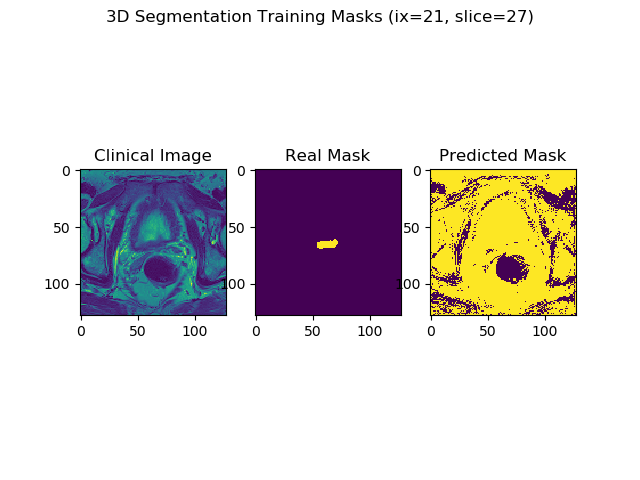 3D Segmentation Training Masks (ix=21, slice=27)
Clinical Image Real Mask Predicted Mask
0 0 0
50 50 50
100 100 100
0 50 100 0 50 100 0 50 100